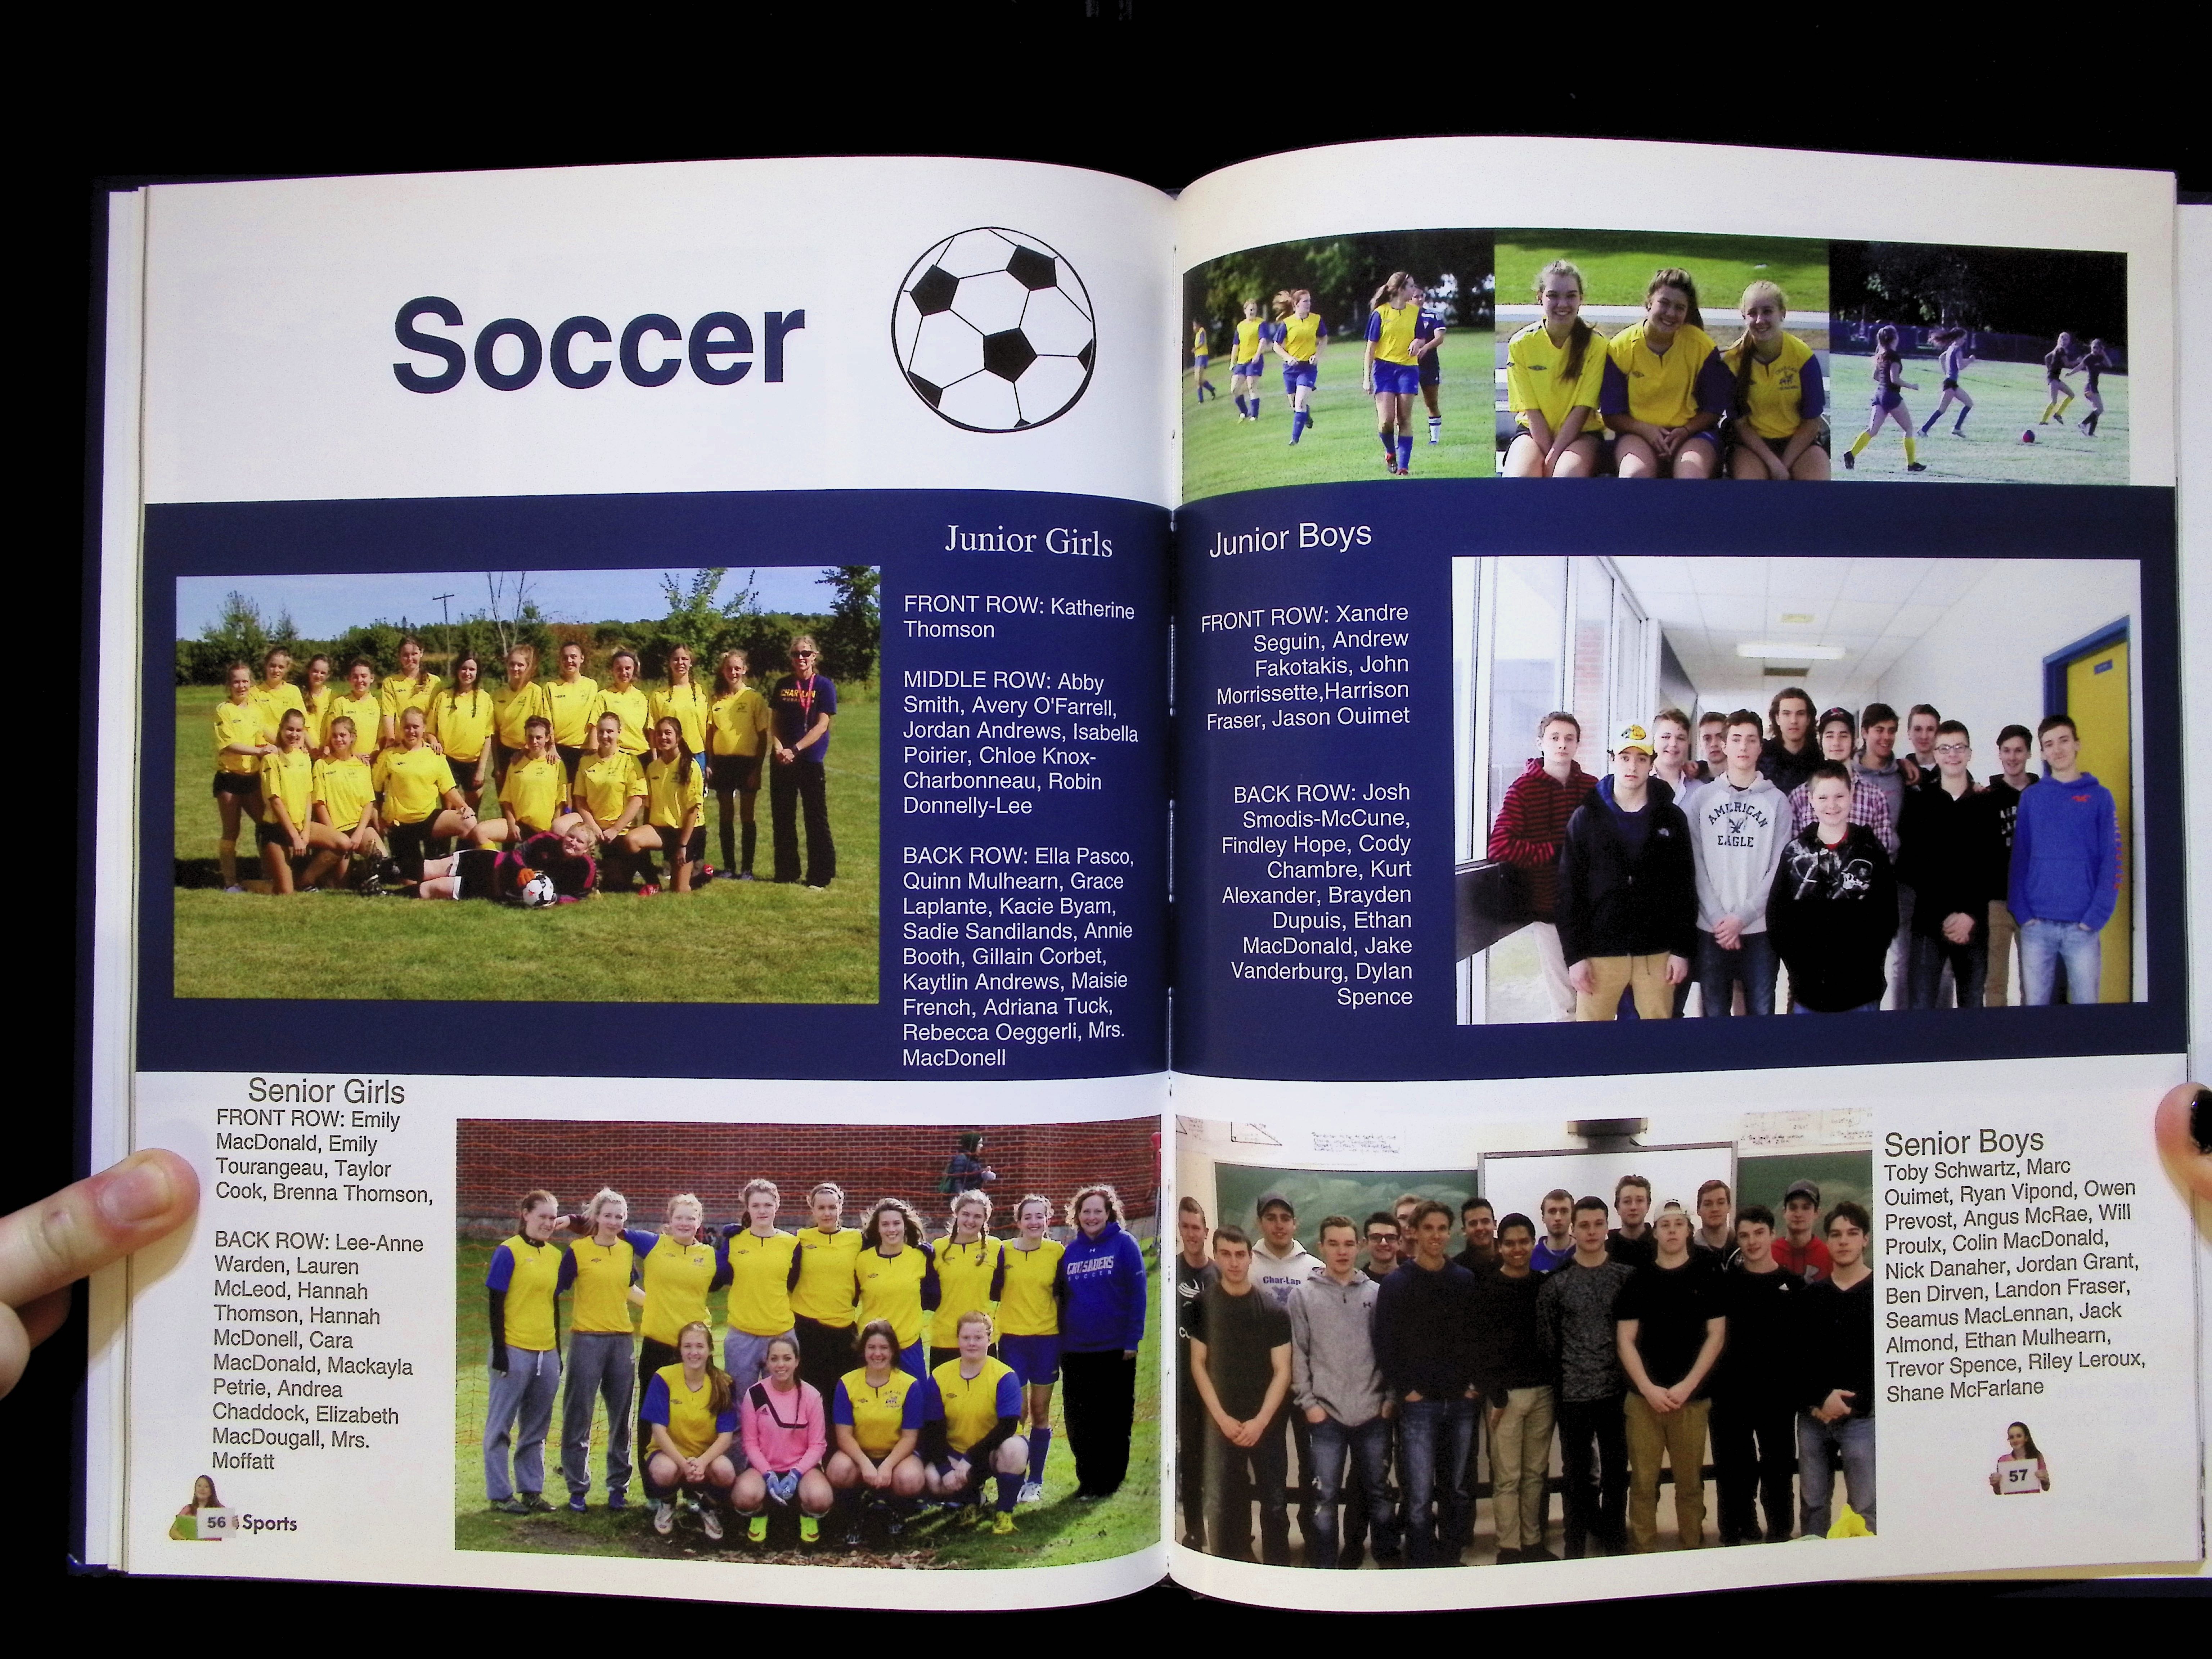 Soccer
Junior Girls
FRONT ROW: Katherine
Thomson
MIDDLE ROW: Abby
Smith, Avery O'Farrell,
Jordan Andrews, Isabella
Poirier, Chloe Knox-
Charbonneau, Robin
Donnelly-Lee
BACK ROW: Ella Pasco,
Quinn Mulhearn, Grace
Laplante, Kacie Byam,
Sadie Sandilands, Annie
Booth, Gillain Corbet,
Kaytlin Andrews, Maisie
French, Adriana Tuck,
Rebecca Oeggerli, Mrs.
MacDonell
CHAR-LAN
Senior Girls
FRONT ROW: Emily
MacDonald, Emily
Tourangeau, Taylor
Cook, Brenna Thomson,
BACK ROW: Lee-Anne
Warden, Lauren
McLeod, Hannah
Thomson, Hannah
McDonell, Cara
MacDonald, Mackayla
Petrie, Andrea
Chaddock, Elizabeth
MacDougall, Mrs.
Moffatt
CRUSADERS
SOCCER
56 Sports
Junior Boys
FRONT ROW: Xandre
Seguin, Andrew
Fakotakis, John
Morrissette,Harrison
Fraser, Jason Ouimet
BACK ROW: Josh
Smodis-McCune,
Findley Hope, Cody
Chambre, Kurt
Alexander, Brayden
Dupuis, Ethan
MacDonald, Jake
Vanderburg, Dylan
Spence
AMERICAN
EAGLE
Char-Lan
Senior Boys
Toby Schwartz, Marc
Ouimet, Ryan Vipond, Owen
Prevost, Angus McRae, Will
Proulx, Colin MacDonald,
Nick Danaher, Jordan Grant,
Ben Dirven, Landon Fraser,
Seamus MacLennan, Jack
Almond, Ethan Mulhearn,
Trevor Spence, Riley Leroux,
Shane McFarlane
57